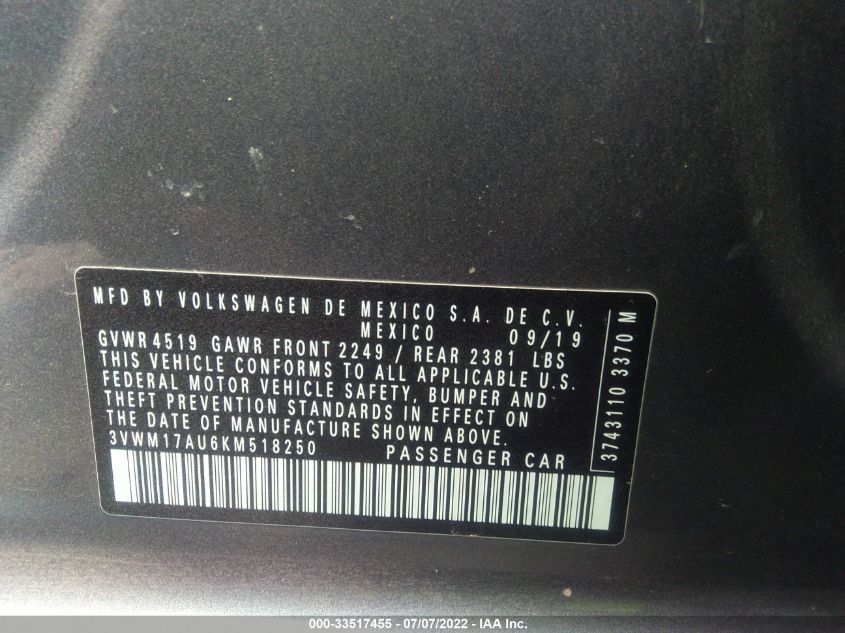 MFD BY VOLKSWAGEN DE MEXICO S.A. DE C.V.
MEXICO 09/19
GVWR 4519 GAWR FRONT 2249 / REAR 2381 LBS
THIS VEHICLE CONFORMS TO ALL APPLICABLE U.S.
FEDERAL MOTOR VEHICLE SAFETY, BUMPER AND
THEFT PREVENTION STANDARDS IN EFFECT ON
THE DATE OF MANUFACTURE SHOWN ABOVE.
3VWM17AU6KM518250 PASSENGER CAR
3743110 3370 M
000-33517455 - 07/07/2022 - IAA Inc.